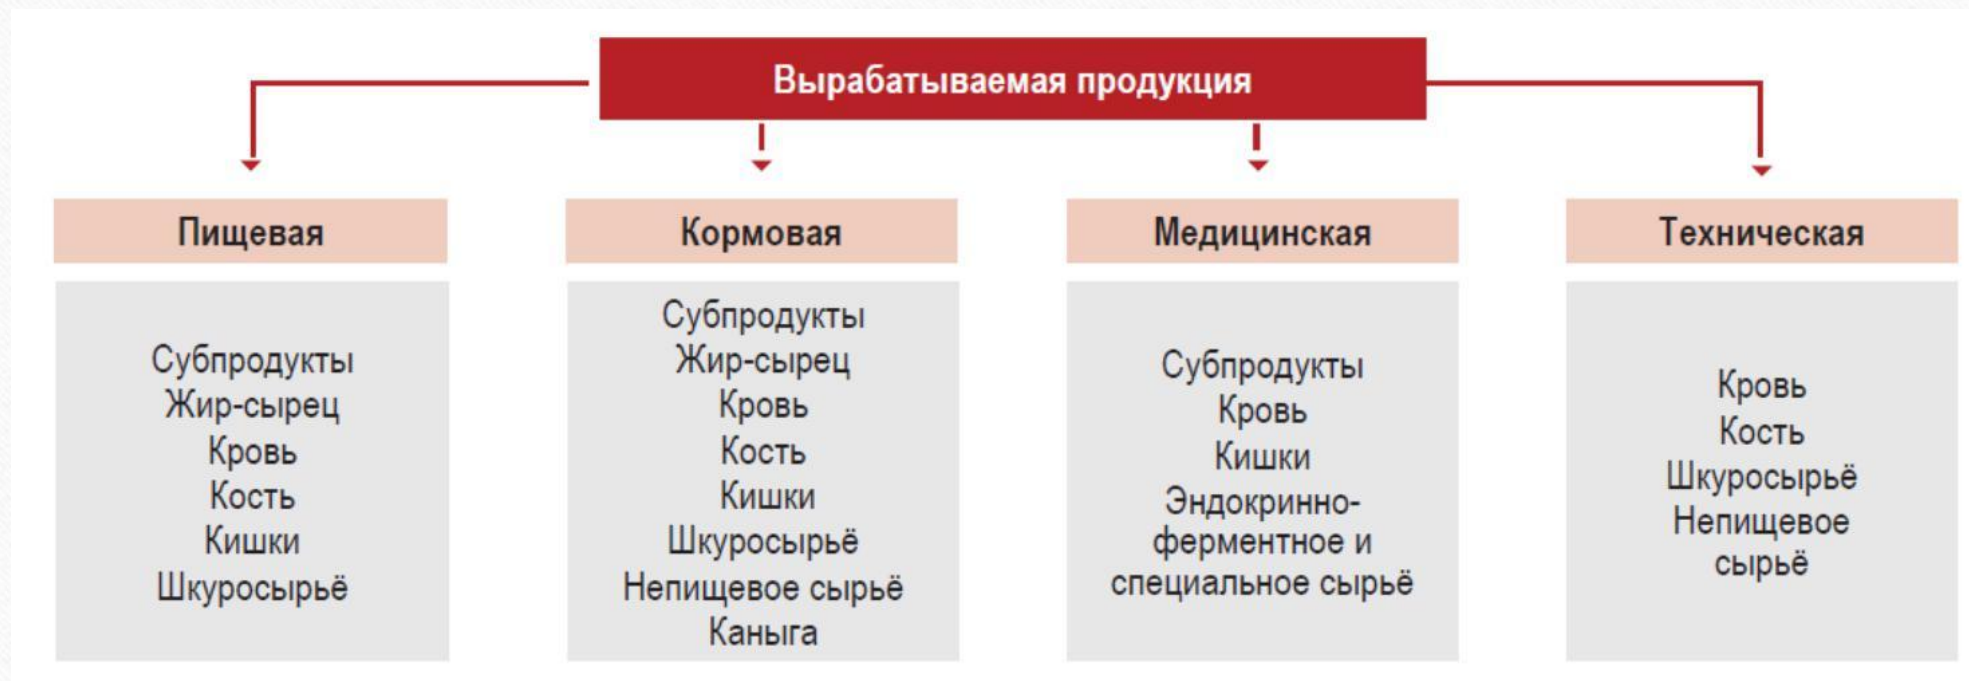 Вырабатываемая продукция
Пищевая
Субпродукты
Жир-сырец
Кровь
Кость
Кишки
Шкуросырьё
Кормовая
Субпродукты
Жир-сырец
Кровь
Кость
Кишки
Шкуросырьё
Непищевое сырьё
Каныга
Медицинская
Субпродукты
Кровь
Кишки
Эндокринно-
ферментное и
специальное сырьё
Техническая
Кровь
Кость
Шкуросырьё
Непищевое
сырьё